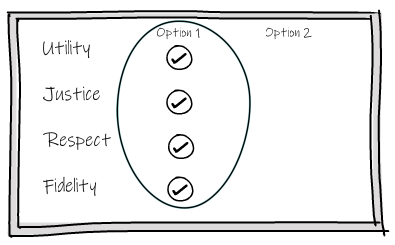 Option 1 Option 2
Utility
Justice
Respect
Fidelity